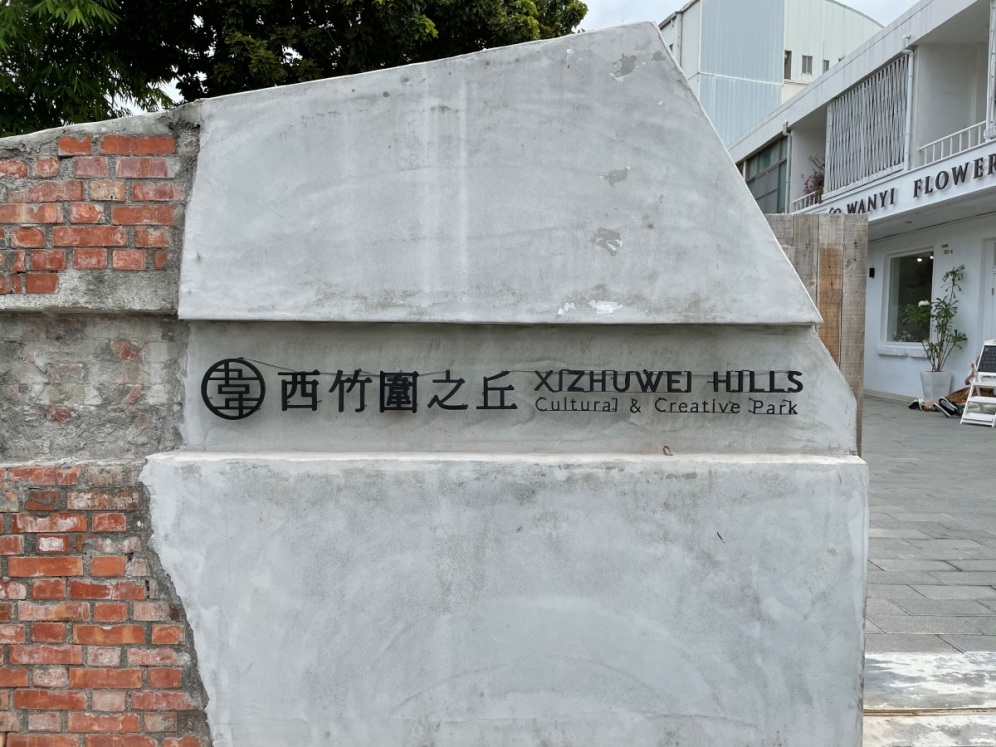 西竹圍之丘 XIZHUWEI HILLS
Cultural & Creative Park
WANYI FLOWER